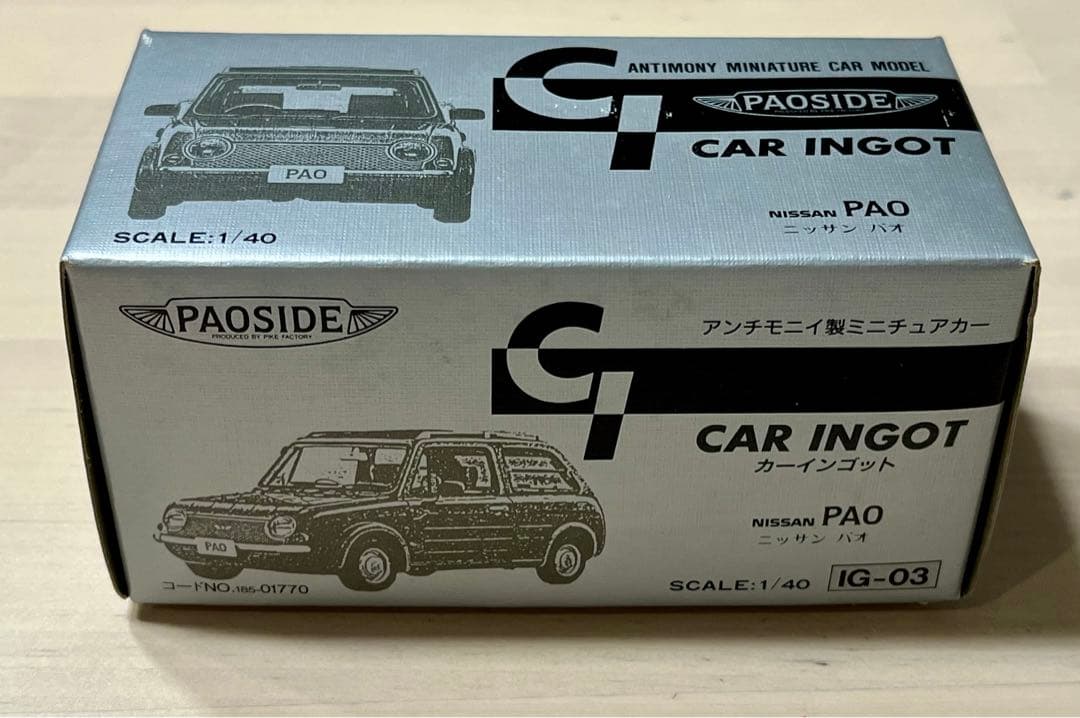 ANTIMONY MINIATURE CAR MODEL
PAOSIDE
CAR INGOT
NISSAN PAO
ニッサン パオ
PAO
SCALE:1/40
PAOSIDE
PRODUCED BY PIKE FACTORY
CI
アンチモニイ製ミニチュアカー
CAR INGOT
カーインゴット
NISSAN PAO
ニッサン パオ
PAO
コードNO.185-01770
SCALE:1/40
IG-03